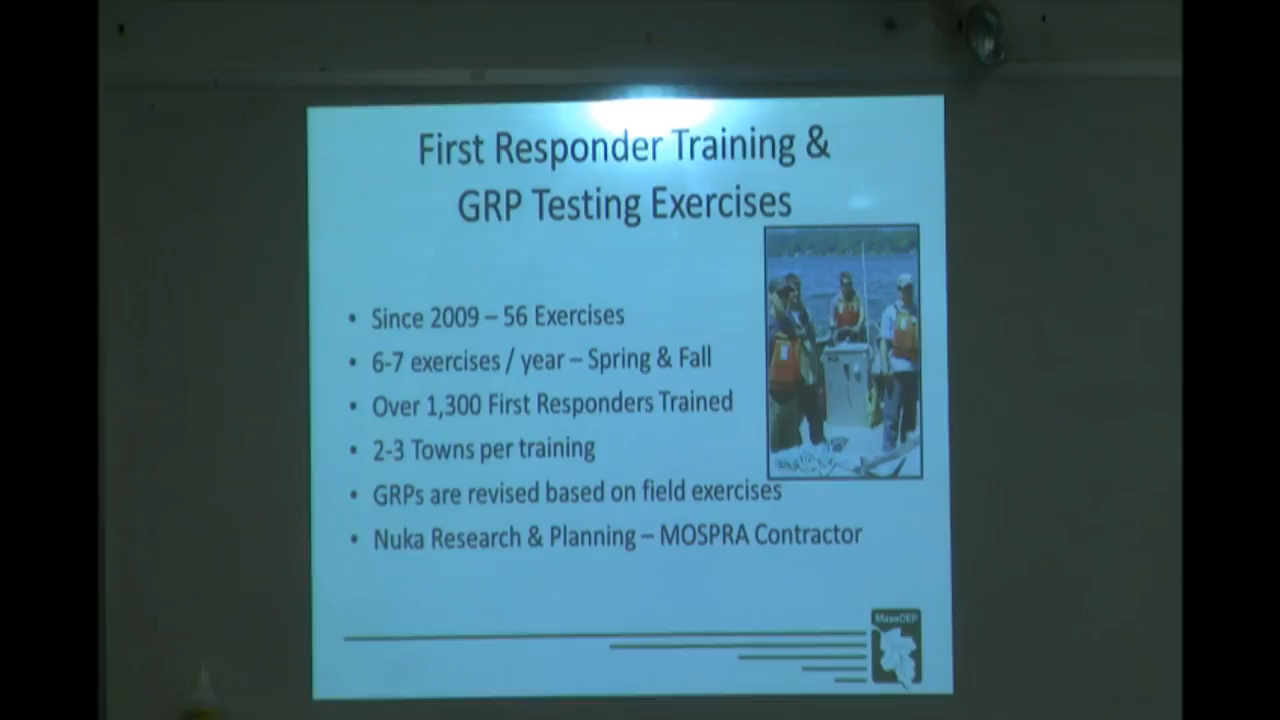 First Responder Training &
GRP Testing Exercises
• Since 2009 – 56 Exercises
• 6-7 exercises / year – Spring & Fall
• Over 1,300 First Responders Trained
• 2-3 Towns per training
• GRPs are revised based on field exercises
• Nuka Research & Planning – MOSPRA Contractor
MassDEP